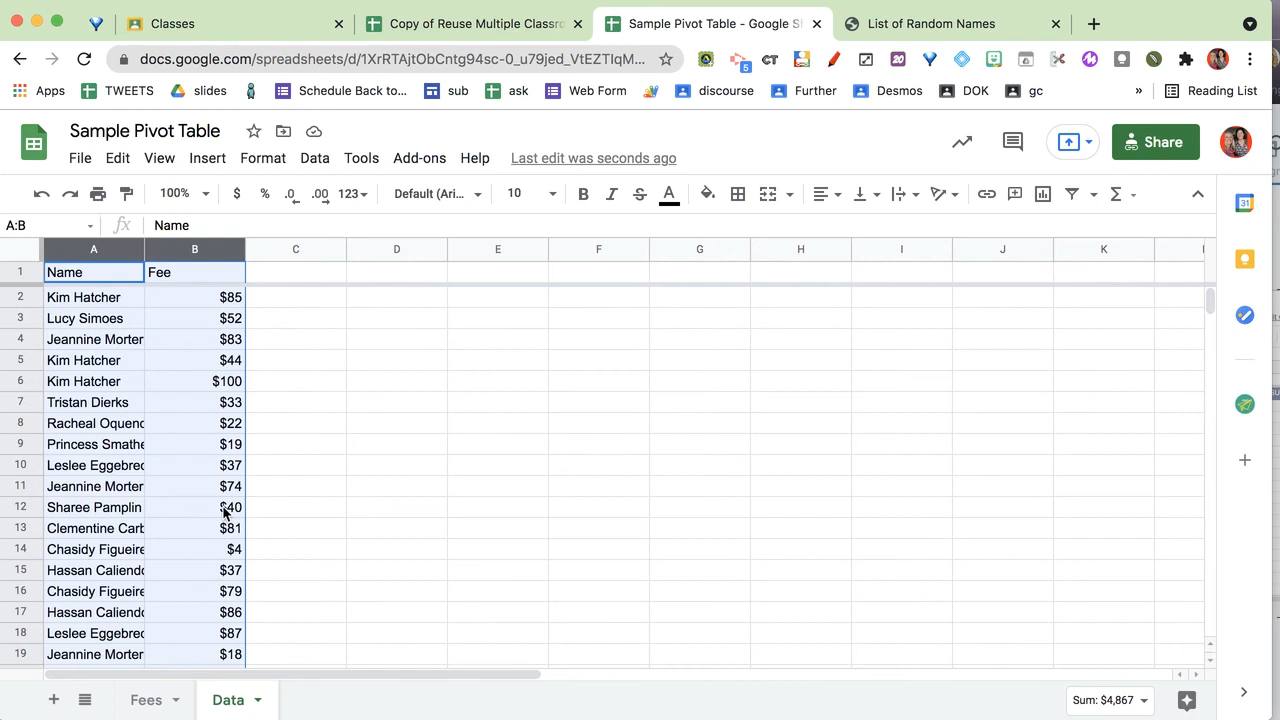 Classes
Copy of Reuse Multiple Classro
Sample Pivot Table - Google Sh
List of Random Names
docs.google.com/spreadsheets/d/1XrRTAjtObCntg94sc-0_u79jed_VtEZTIqM...
Apps
TWEETS
slides
Schedule Back to...
sub
ask
Web Form
discourse
Further
Desmos
DOK
gc
»
Reading List
Sample Pivot Table
Share
File Edit View Insert Format Data Tools Add-ons Help Last edit was seconds ago
100% $ % .0 .00 123 Default (Ari... 10 B I S A
A:B fx Name
A B C D E F G H I J K
1 Name Fee
2 Kim Hatcher $85
3 Lucy Simoes $52
4 Jeannine Morter $83
5 Kim Hatcher $44
6 Kim Hatcher $100
7 Tristan Dierks $33
8 Racheal Oquend $22
9 Princess Smathe $19
10 Leslee Eggebrec $37
11 Jeannine Morter $74
12 Sharee Pamplin $40
13 Clementine Carb $81
14 Chasidy Figueire $4
15 Hassan Caliendo $37
16 Chasidy Figueire $79
17 Hassan Caliendo $86
18 Leslee Eggebrec $87
19 Jeannine Morter $18
Fees Data Sum: $4,867